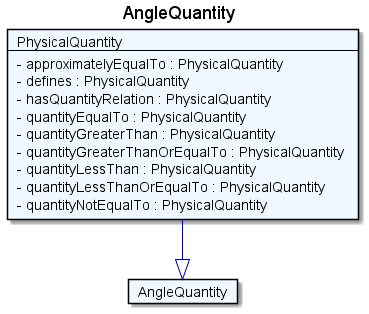 AngleQuantity
PhysicalQuantity
- approximatelyEqualTo : PhysicalQuantity
- defines : PhysicalQuantity
- hasQuantityRelation : PhysicalQuantity
- quantityEqualTo : PhysicalQuantity
- quantityGreaterThan : PhysicalQuantity
- quantityGreaterThanOrEqualTo : PhysicalQuantity
- quantityLessThan : PhysicalQuantity
- quantityLessThanOrEqualTo : PhysicalQuantity
- quantityNotEqualTo : PhysicalQuantity
AngleQuantity